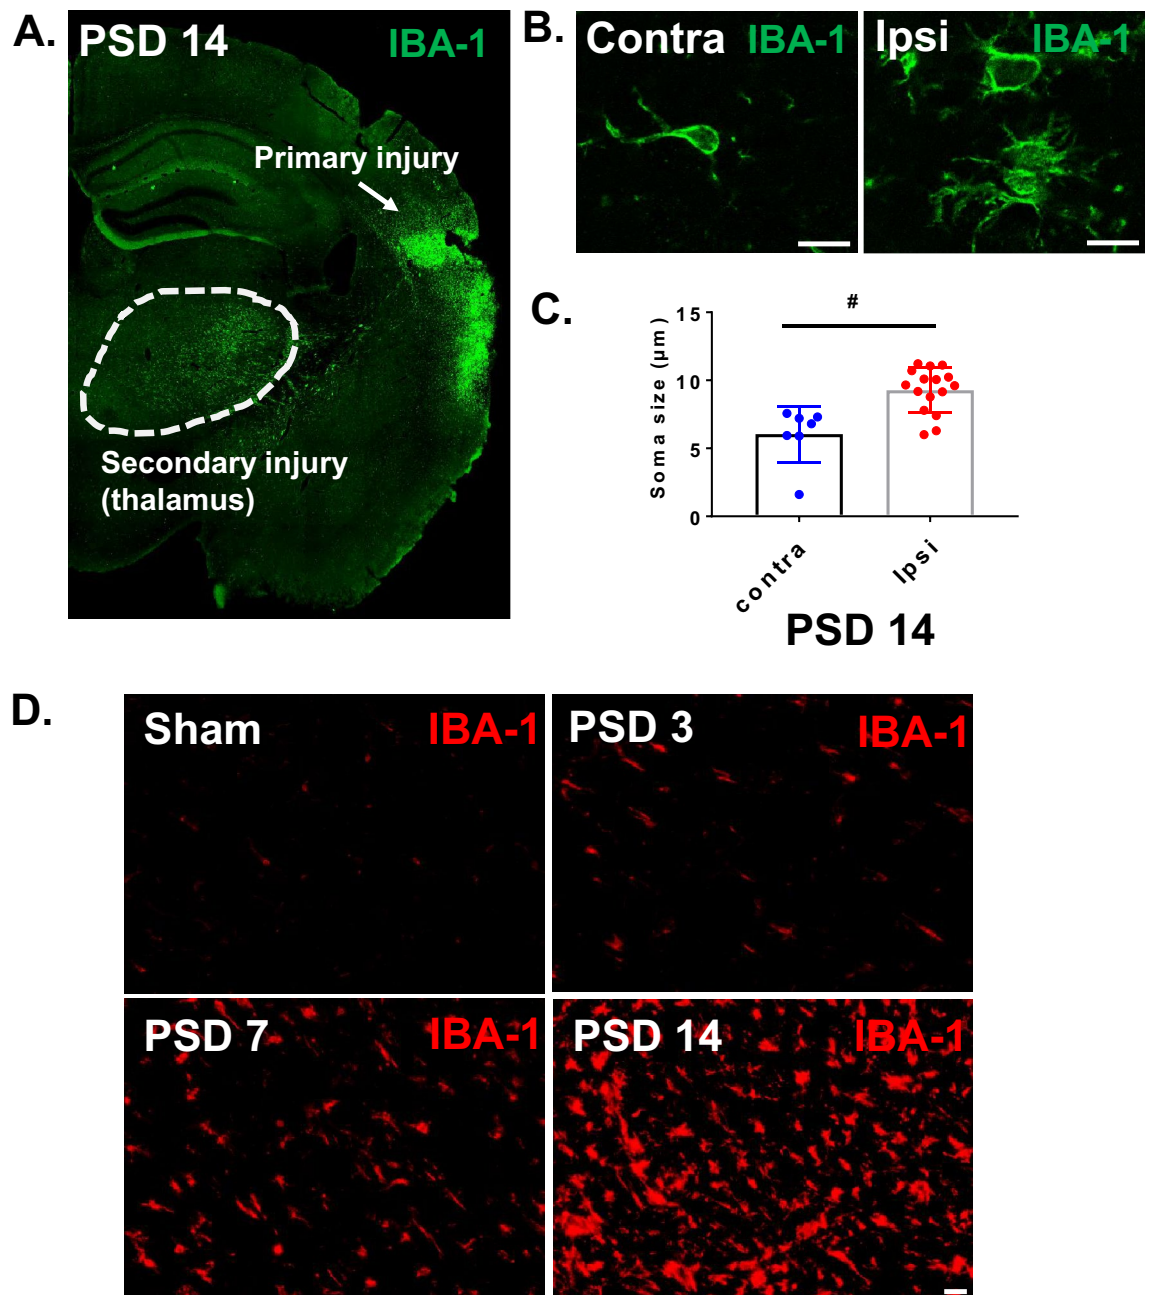 A.
PSD 14
IBA-1
Primary injury
Secondary injury
(thalamus)
B.
Contra
IBA-1
Ipsi
IBA-1
C.
#
Soma size (µm)
15
10
5
0
contra
Ipsi
PSD 14
D.
Sham
IBA-1
PSD 3
IBA-1
PSD 7
IBA-1
PSD 14
IBA-1